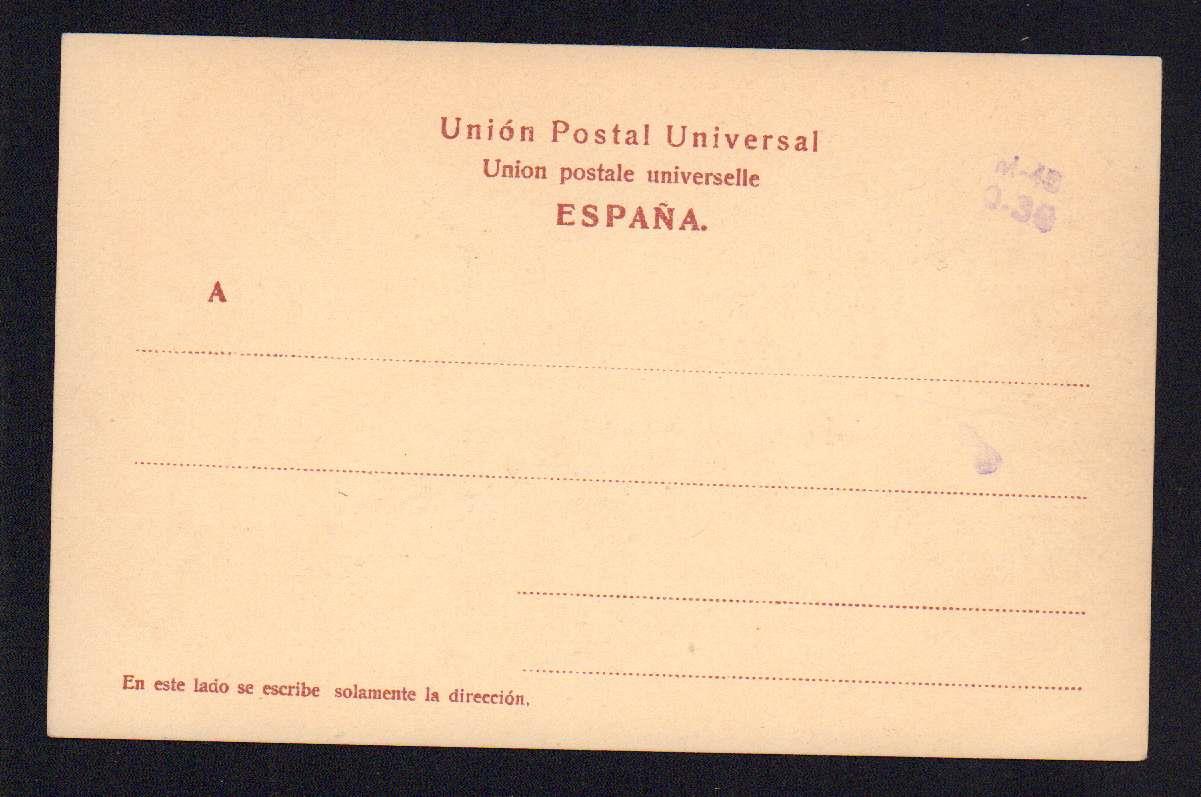 Unión Postal Universal
Union postale universelle
ESPAÑA.
A
En este lado se escribe solamente la dirección.